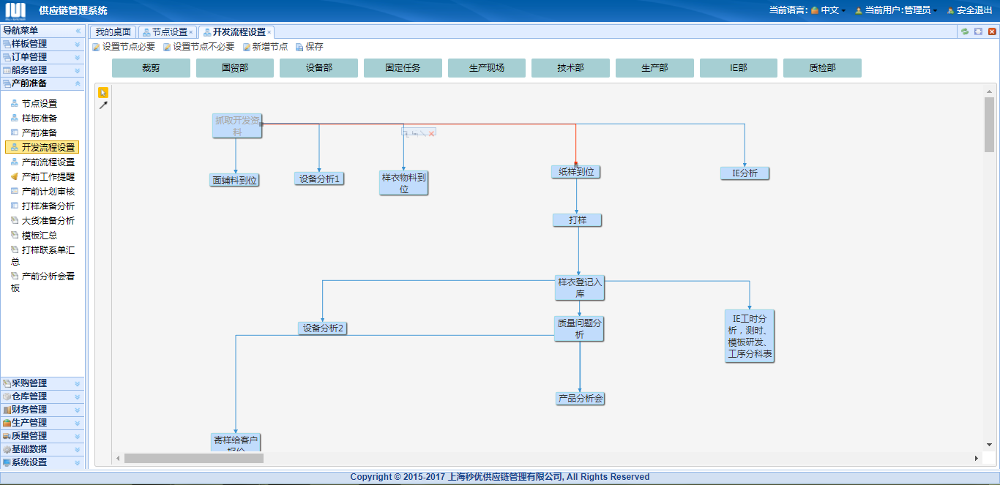 供应链管理系统
当前语言: 中文 当前用户:管理员 安全退出
导航菜单
样板管理
订单管理
船务管理
产前准备
节点设置
样板准备
产前准备
开发流程设置
产前流程设置
产前工作提醒
产前计划审核
打样准备分析
大货准备分析
模板汇总
打样联系单汇
总
产前分析会看
板
采购管理
仓库管理
财务管理
生产管理
质量管理
基础数据
系统设置
我的桌面 节点设置 开发流程设置
设置节点必要 设置节点不必要 新增节点 保存
裁剪 国贸部 设备部 固定任务 生产现场 技术部 生产部 IE部 质检部
抓取开发资
料
面辅料到位
设备分析1
样衣物料到
位
纸样到位
IE分析
打样
样衣登记入
库
设备分析2
质量问题分
析
IE工时分
析，测时、
模板研发、
工序分科表
产品分析会
寄样给客户
报价
Copyright © 2015-2017 上海秒优供应链管理有限公司, All Rights Reserved